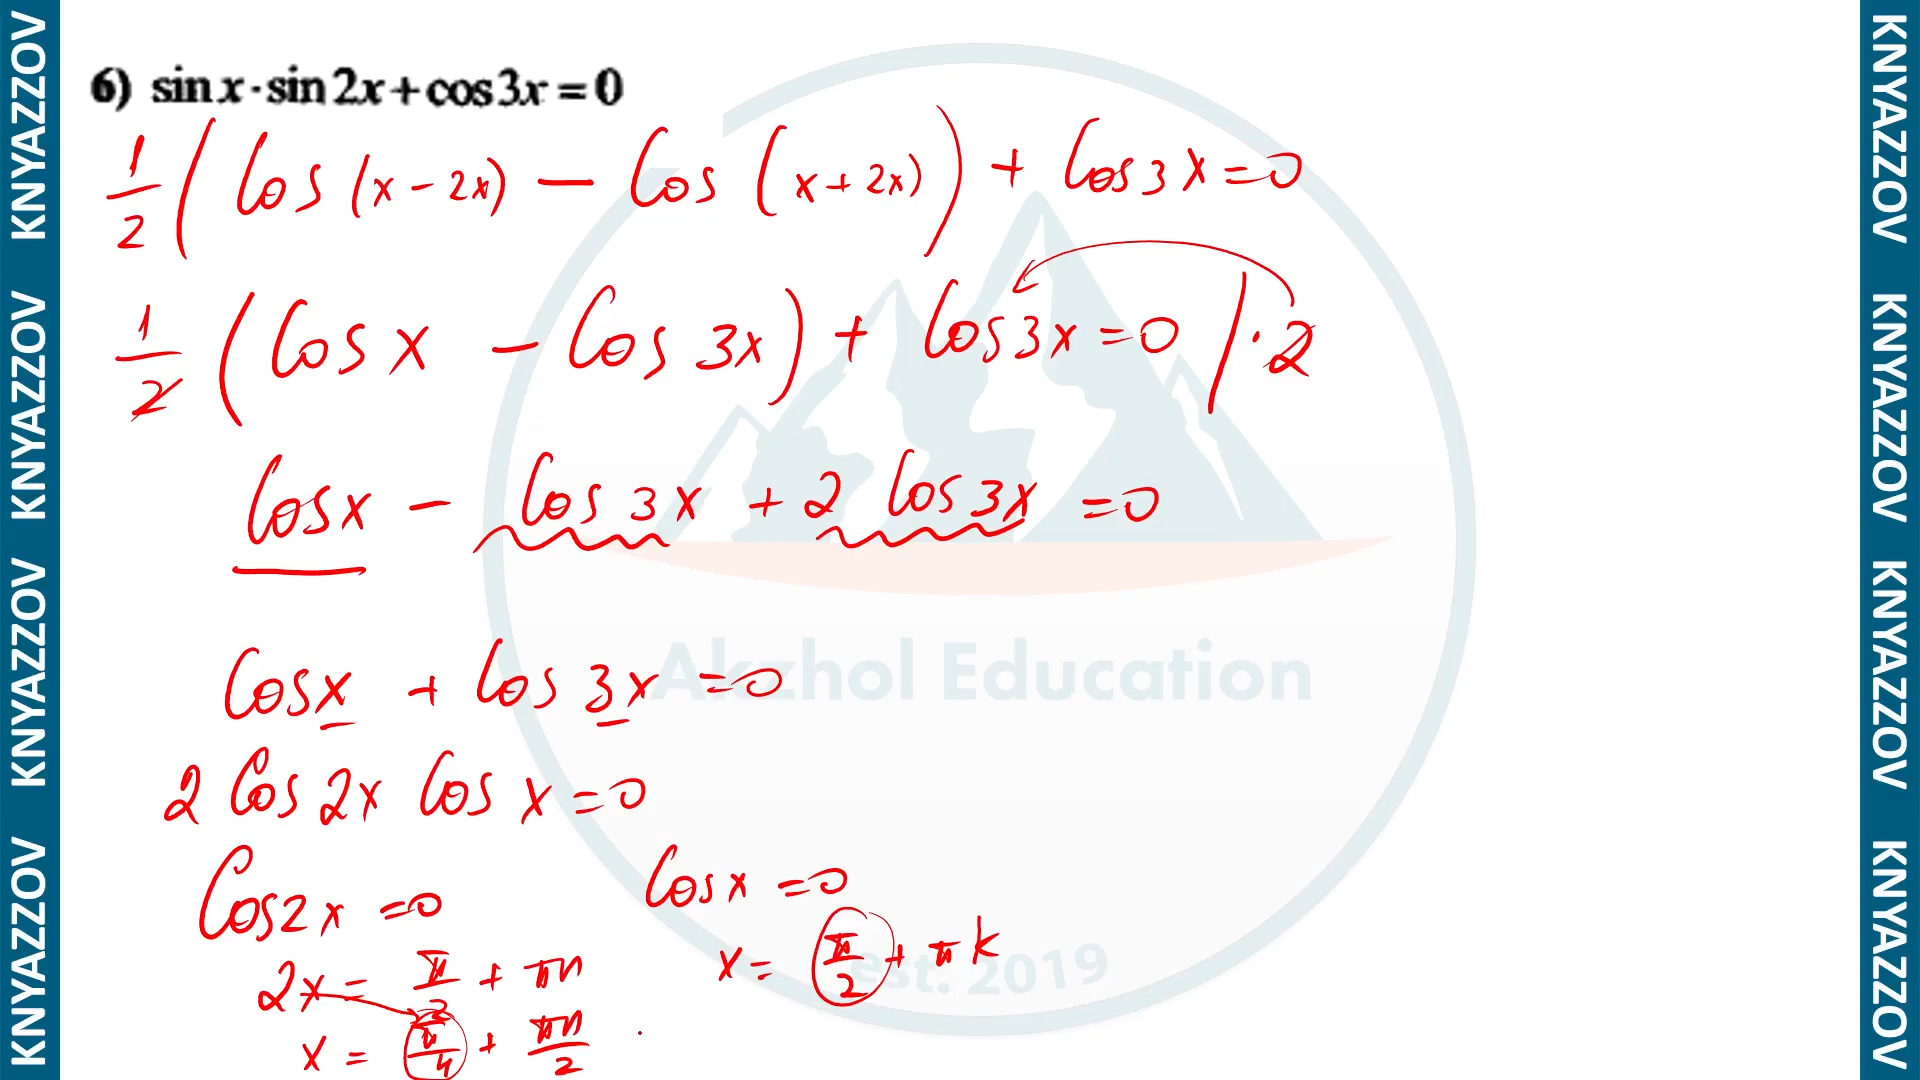 KNYAZZOV KNYAZZOV KNYAZZOV KNYAZZOV
6) sin x · sin 2x + cos 3x = 0
1/2 (Cos (x - 2x) - Cos (x + 2x)) + Cos 3x = 0
1/2 (Cos x - Cos 3x) + Cos 3x = 0 | · 2
Cos x - Cos 3x + 2 Cos 3x = 0
Cos x + Cos 3x = 0
Akzhol Education
2 Cos 2x Cos x = 0
Cos 2x = 0
Cos x = 0
2x = π/2 + πn
x = π/2 + πk
est. 2019
x = π/4 + πn/2
KNYAZZOV KNYAZZOV KNYAZZOV KNYAZZOV